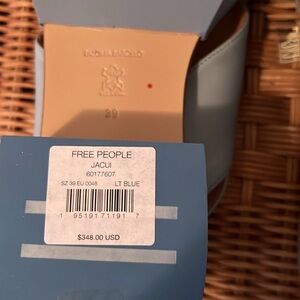 39
FREE PEOPLE
JACUI
60177607
SZ 39 EU 0048 LT BLUE
1 95191 71191 7
$348.00 USD